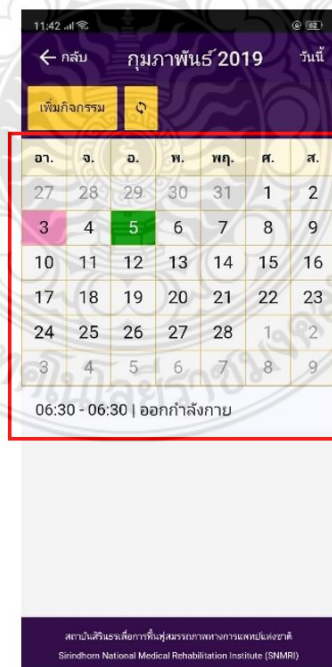 11:42
62
← กลับ กุมภาพันธ์ 2019 วันนี้
เพิ่มกิจกรรม
อา. จ. อ. พ. พฤ. ศ. ส.
27 28 29 30 31 1 2
3 4 5 6 7 8 9
10 11 12 13 14 15 16
17 18 19 20 21 22 23
24 25 26 27 28 1 2
3 4 5 6 7 8 9
06:30 - 06:30 | ออกกำลังกาย
สถาบันสิรินธรเพื่อการฟื้นฟูสมรรถภาพทางการแพทย์แห่งชาติ
Sirindhorn National Medical Rehabilitation Institute (SNMRI)